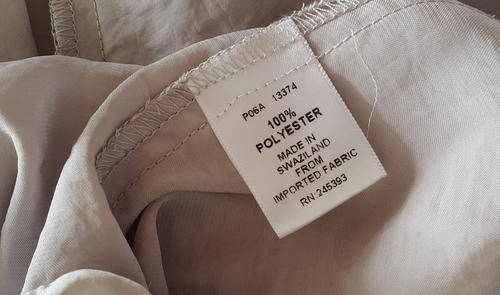 P06A 13374
100%
POLYESTER
MADE IN
SWAZILAND
FROM
IMPORTED FABRIC
RN 245393